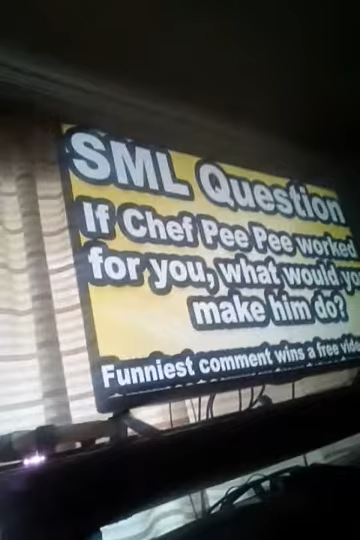 SML Question
If Chef Pee Pee worked
for you, what would
make him do?
Funniest comment wins a free